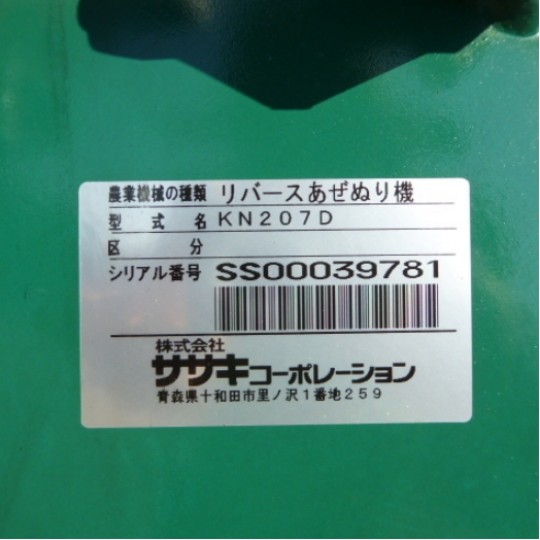 農業機械の種類 リバースあぜぬり機
型式名 KN207D
区分
シリアル番号 SS00039781
株式会社
ササキコーポレーション
青森県十和田市里ノ沢1番地259